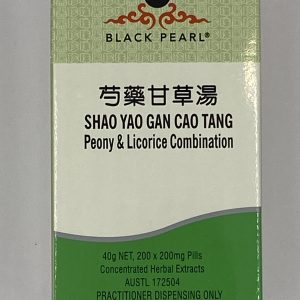 BLACK PEARL®
芍藥甘草湯
SHAO YAO GAN CAO TANG
Peony & Licorice Combination
40g NET, 200 x 200mg Pills
Concentrated Herbal Extracts
AUSTL 172504
PRACTITIONER DISPENSING ONLY